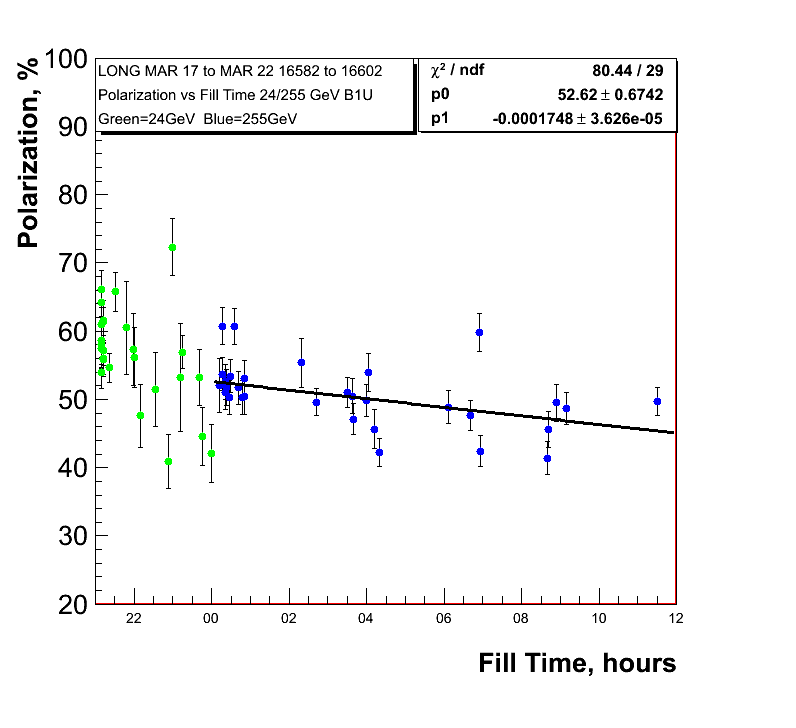 LONG MAR 17 to MAR 22 16582 to 16602
Polarization vs Fill Time 24/255 GeV B1U
Green=24GeV  Blue=255GeV
χ² / ndf 80.44 / 29
p0 52.62 ± 0.6742
p1 -0.0001748 ± 3.626e-05
Polarization, %
100
90
80
70
60
50
40
30
20
22 00 02 04 06 08 10 12
Fill Time, hours